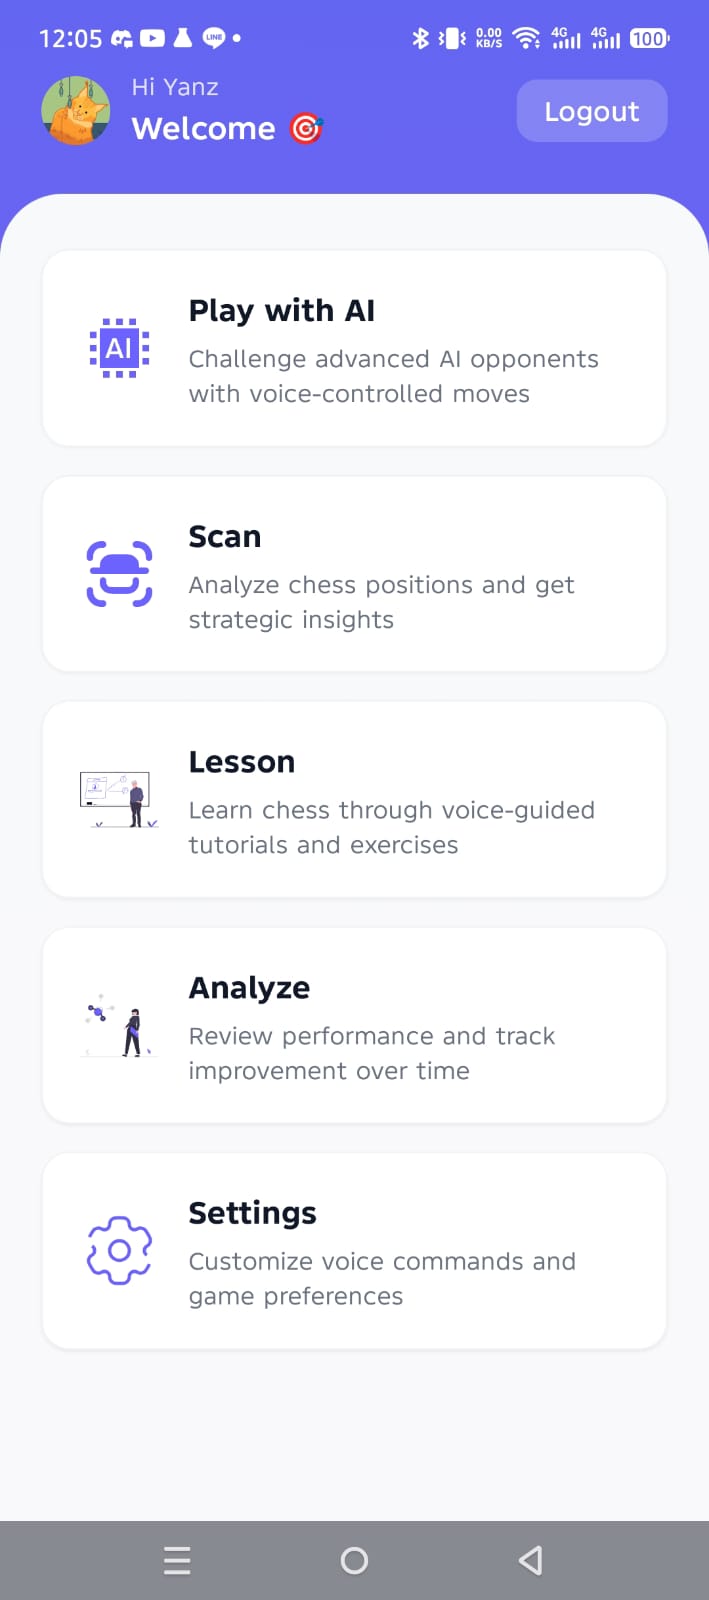 12:05 LINE 0.00 KB/S 4G 4G 100
Hi Yanz
Welcome
Logout
Play with AI
AI
Challenge advanced AI opponents
with voice-controlled moves
Scan
Analyze chess positions and get
strategic insights
Lesson
Learn chess through voice-guided
tutorials and exercises
Analyze
Review performance and track
improvement over time
Settings
Customize voice commands and
game preferences